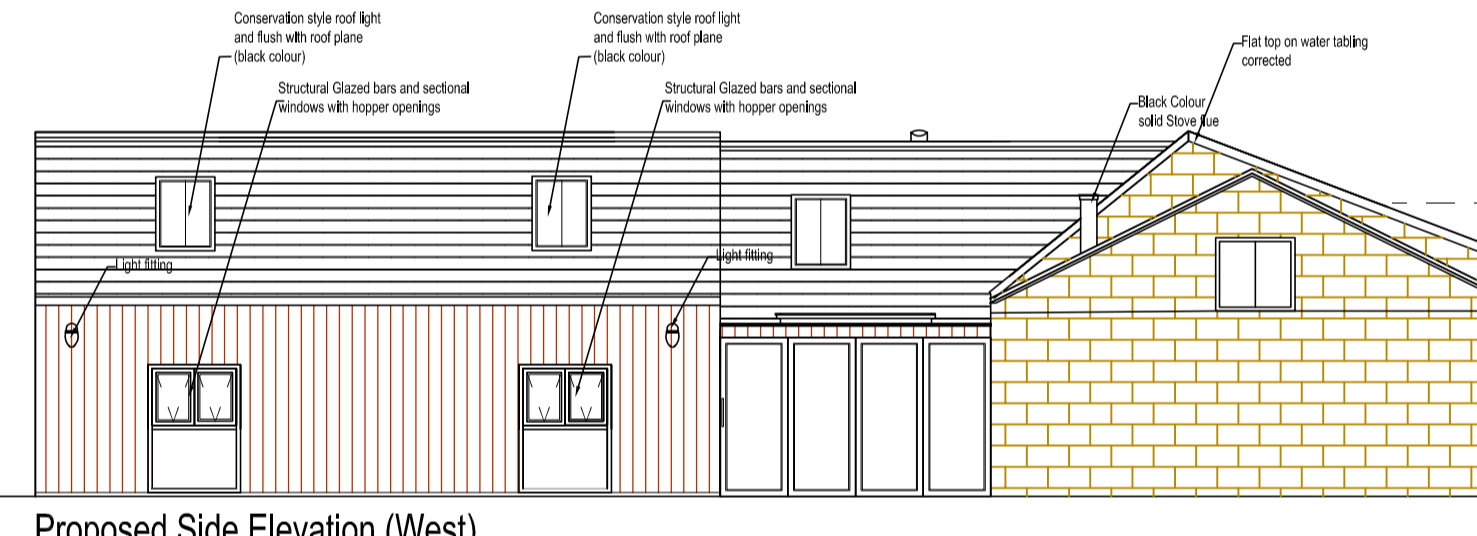 Conservation style roof light
and flush with roof plane
(black colour)
Structural Glazed bars and sectional
windows with hopper openings
Conservation style roof light
and flush with roof plane
(black colour)
Structural Glazed bars and sectional
windows with hopper openings
Flat top on water tabling
corrected
Black Colour
solid Stove flue
Light fitting
Light fitting
Proposed Side Elevation (West)